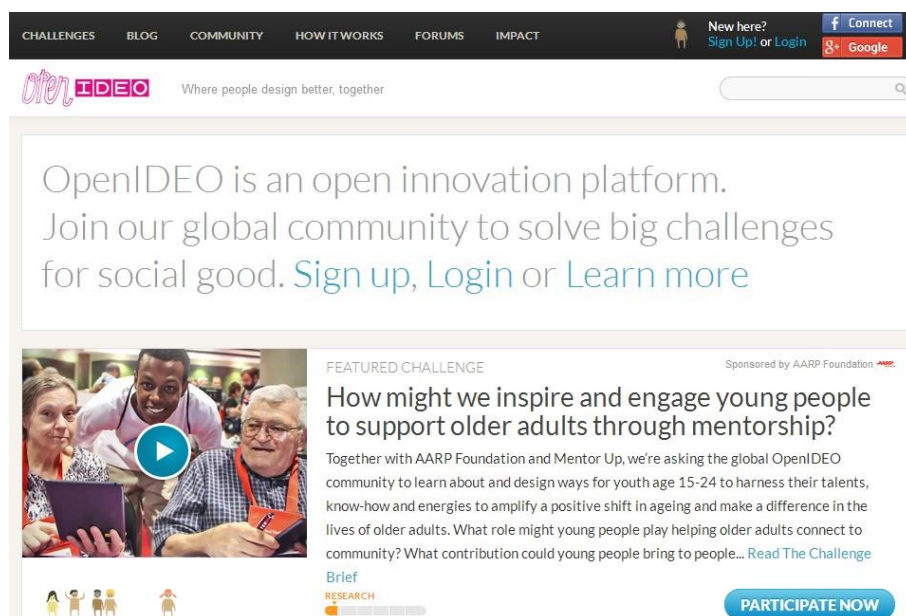 CHALLENGES BLOG COMMUNITY HOW IT WORKS FORUMS IMPACT
New here?
Sign Up! or Login
f Connect
g+ Google
open IDEO Where people design better, together
OpenIDEO is an open innovation platform.
Join our global community to solve big challenges
for social good. Sign up, Login or Learn more
FEATURED CHALLENGE Sponsored by AARP Foundation AARP
How might we inspire and engage young people
to support older adults through mentorship?
Together with AARP Foundation and Mentor Up, we're asking the global OpenIDEO
community to learn about and design ways for youth age 15-24 to harness their talents,
know-how and energies to amplify a positive shift in ageing and make a difference in the
lives of older adults. What role might young people play helping older adults connect to
community? What contribution could young people bring to people... Read The Challenge
Brief
RESEARCH
PARTICIPATE NOW